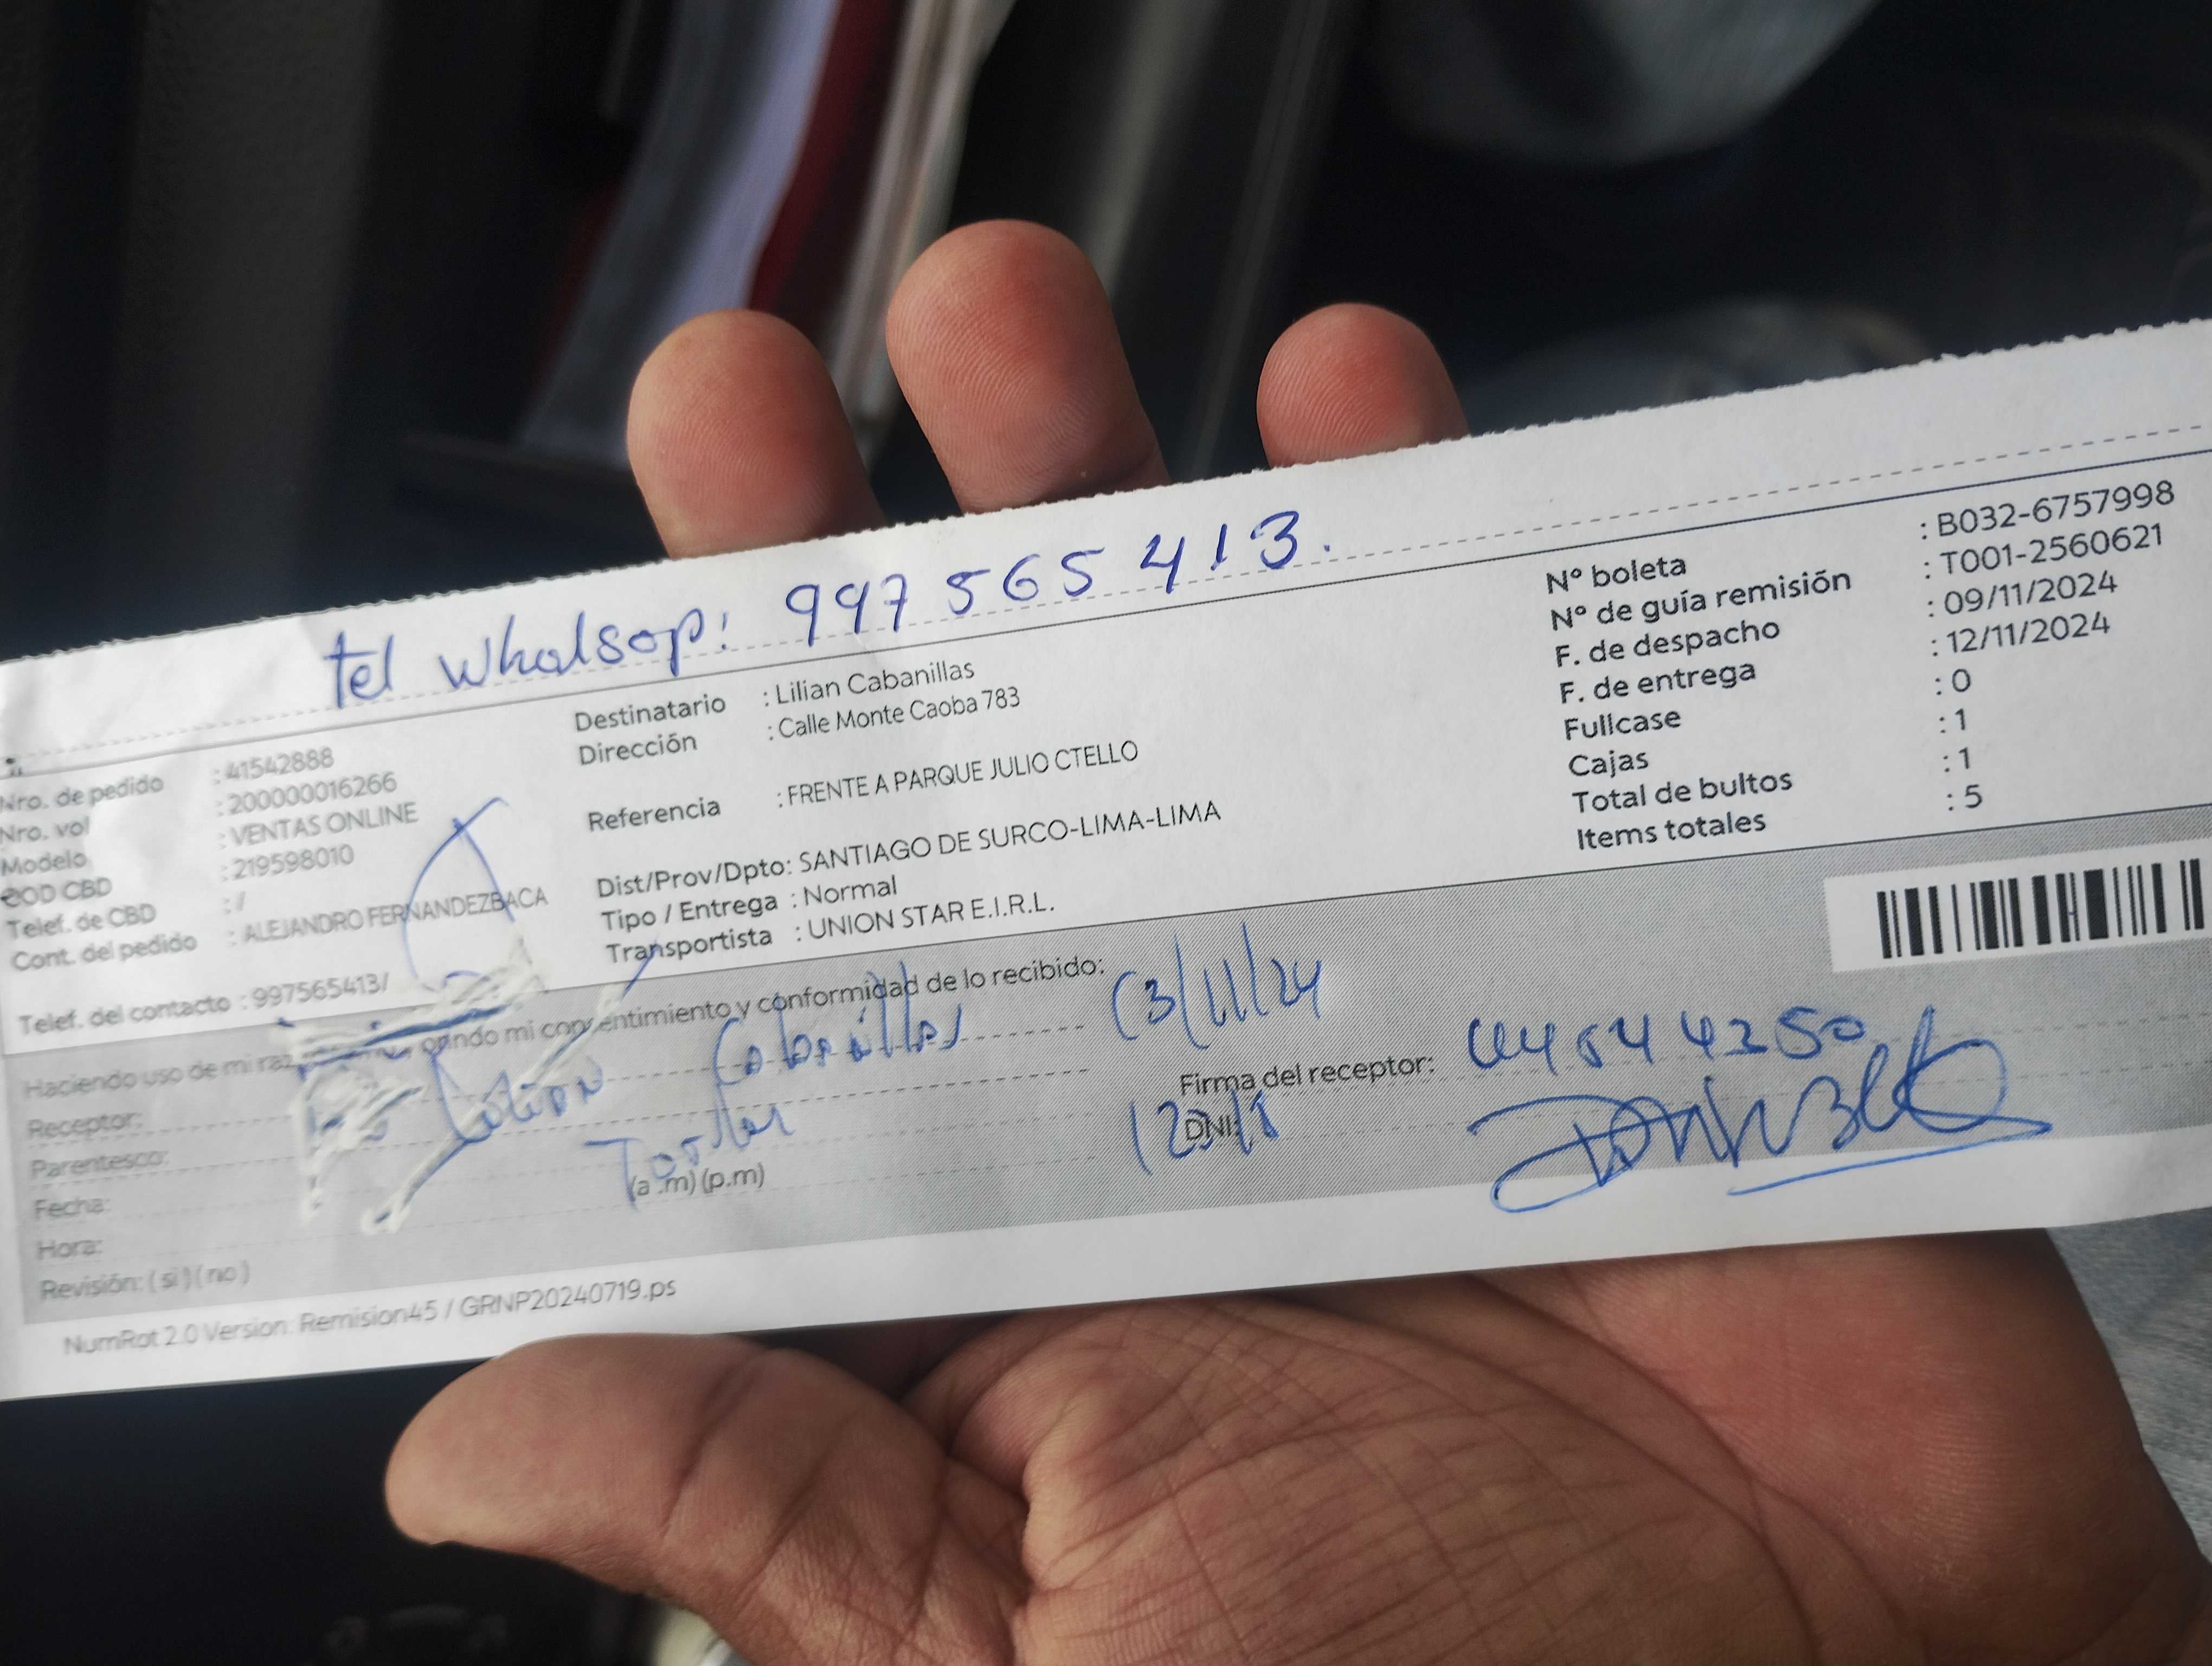 tel whatsop: 997 565 413.
Nro. de pedido : 41542888
Nro. vol : 200000016266
Modelo : VENTAS ONLINE
COD CBD : 219598010
Telef. de CBD : /
Cont. del pedido : ALEJANDRO FERNANDEZBACA
Telef. del contacto : 997565413/
Destinatario : Lilian Cabanillas
Dirección : Calle Monte Caoba 783
Referencia : FRENTE A PARQUE JULIO CTELLO
Dist/Prov/Dpto: SANTIAGO DE SURCO-LIMA-LIMA
Tipo / Entrega : Normal
Transportista : UNION STAR E.I.R.L.
N° boleta : B032-6757998
N° de guía remisión : T001-2560621
F. de despacho : 09/11/2024
F. de entrega : 12/11/2024
Fullcase : 0
Cajas : 1
Total de bultos : 1
Items totales : 5
Haciendo uso de mi mi consentimiento y conformidad de lo recibido:
Receptor: Lilian Cabanillas 13/11/24
Parentesco:
Fecha:
Hora: (a .m) (p.m)
Revisión: ( si ) ( no )
Firma del receptor:
DNI:
NumRot 2.0 Version: Remision45 / GRNP20240719.ps